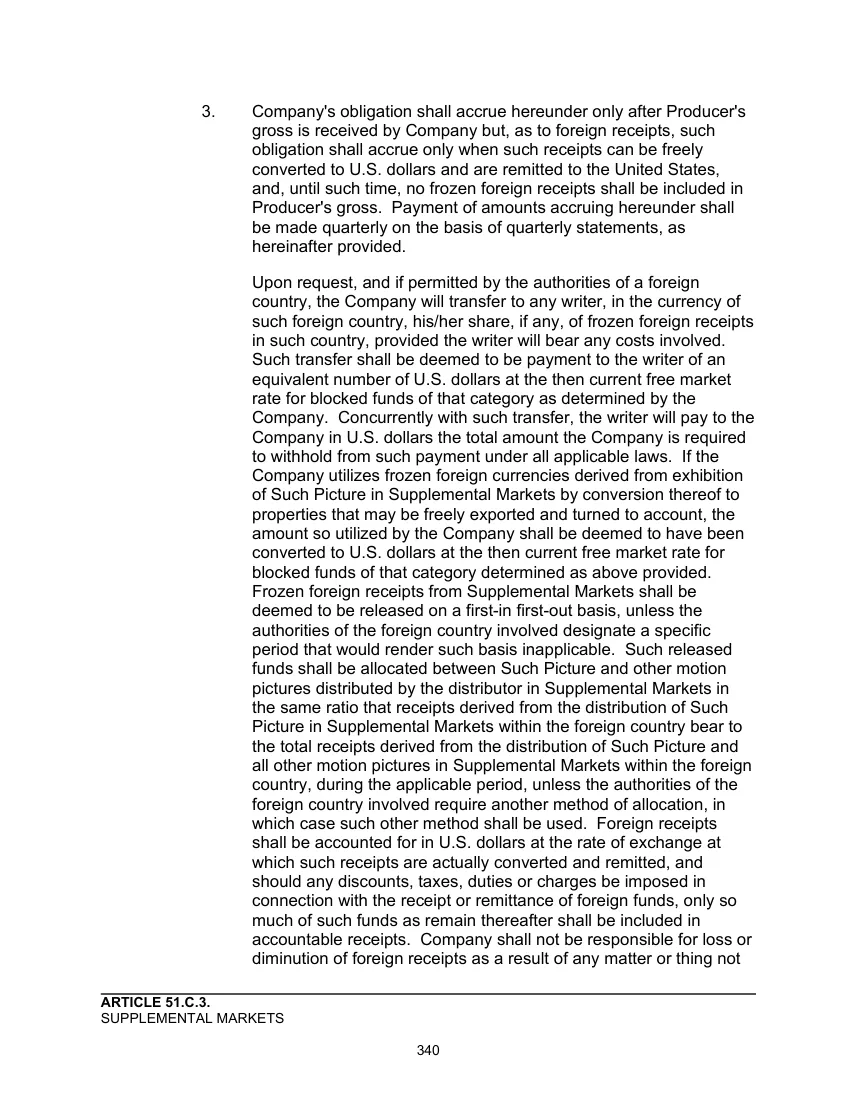 3. Company's obligation shall accrue hereunder only after Producer's
gross is received by Company but, as to foreign receipts, such
obligation shall accrue only when such receipts can be freely
converted to U.S. dollars and are remitted to the United States,
and, until such time, no frozen foreign receipts shall be included in
Producer's gross.  Payment of amounts accruing hereunder shall
be made quarterly on the basis of quarterly statements, as
hereinafter provided.
Upon request, and if permitted by the authorities of a foreign
country, the Company will transfer to any writer, in the currency of
such foreign country, his/her share, if any, of frozen foreign receipts
in such country, provided the writer will bear any costs involved.
Such transfer shall be deemed to be payment to the writer of an
equivalent number of U.S. dollars at the then current free market
rate for blocked funds of that category as determined by the
Company.  Concurrently with such transfer, the writer will pay to the
Company in U.S. dollars the total amount the Company is required
to withhold from such payment under all applicable laws.  If the
Company utilizes frozen foreign currencies derived from exhibition
of Such Picture in Supplemental Markets by conversion thereof to
properties that may be freely exported and turned to account, the
amount so utilized by the Company shall be deemed to have been
converted to U.S. dollars at the then current free market rate for
blocked funds of that category determined as above provided.
Frozen foreign receipts from Supplemental Markets shall be
deemed to be released on a first-in first-out basis, unless the
authorities of the foreign country involved designate a specific
period that would render such basis inapplicable.  Such released
funds shall be allocated between Such Picture and other motion
pictures distributed by the distributor in Supplemental Markets in
the same ratio that receipts derived from the distribution of Such
Picture in Supplemental Markets within the foreign country bear to
the total receipts derived from the distribution of Such Picture and
all other motion pictures in Supplemental Markets within the foreign
country, during the applicable period, unless the authorities of the
foreign country involved require another method of allocation, in
which case such other method shall be used.  Foreign receipts
shall be accounted for in U.S. dollars at the rate of exchange at
which such receipts are actually converted and remitted, and
should any discounts, taxes, duties or charges be imposed in
connection with the receipt or remittance of foreign funds, only so
much of such funds as remain thereafter shall be included in
accountable receipts.  Company shall not be responsible for loss or
diminution of foreign receipts as a result of any matter or thing not
ARTICLE 51.C.3.
SUPPLEMENTAL MARKETS
340